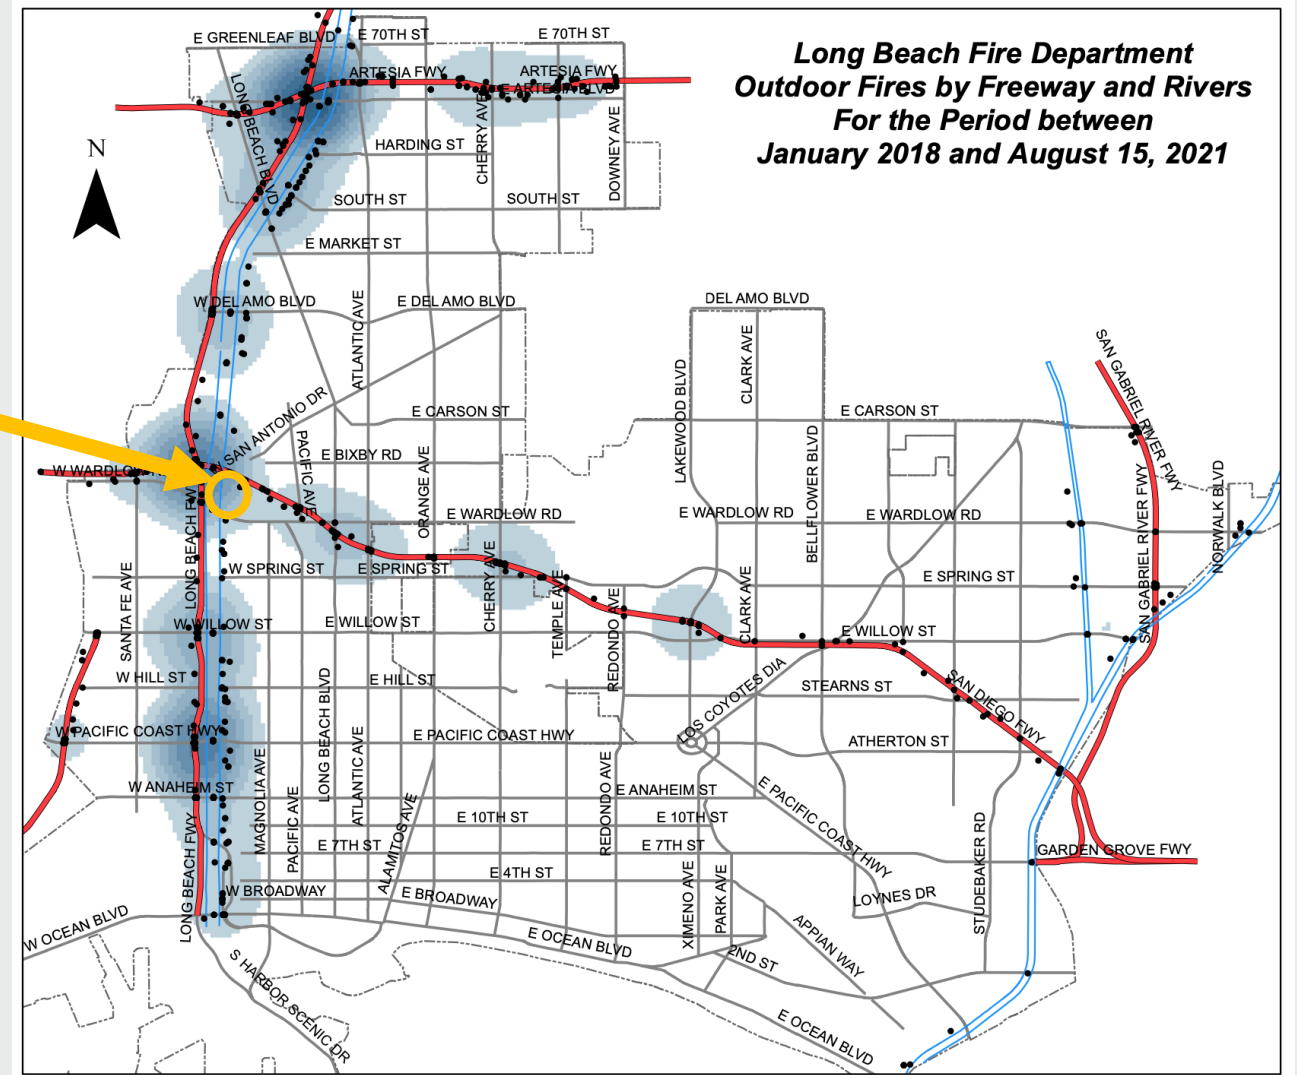 Long Beach Fire Department
Outdoor Fires by Freeway and Rivers
For the Period between
January 2018 and August 15, 2021
N
E GREENLEAF BLVD
E 70TH ST
E 70TH ST
ARTESIA FWY
ARTESIA FWY
E ARTESIA BLVD
LONG BEACH BLVD
CHERRY AVE
DOWNEY AVE
HARDING ST
SOUTH ST
SOUTH ST
E MARKET ST
W DEL AMO BLVD
E DEL AMO BLVD
DEL AMO BLVD
ATLANTIC AVE
LAKEWOOD BLVD
CLARK AVE
SAN GABRIEL RIVER FWY
SAN ANTONIO DR
E CARSON ST
E CARSON ST
PACIFIC AVE
E BIXBY RD
ORANGE AVE
BELLFLOWER BLVD
W WARDLOW
E WARDLOW RD
E WARDLOW RD
E WARDLOW RD
LONG BEACH FWY
SAN GABRIEL RIVER FWY
NORWALK BLVD
SANTA FE AVE
W SPRING ST
E SPRING ST
E SPRING ST
CHERRY AVE
TEMPLE AVE
REDONDO AVE
CLARK AVE
W WILLOW ST
E WILLOW ST
E WILLOW ST
W HILL ST
E HILL ST
LONG BEACH BLVD
LOS COYOTES DIA
STEARNS ST
SAN DIEGO FWY
W PACIFIC COAST HWY
E PACIFIC COAST HWY
ATHERTON ST
MAGNOLIA AVE
PACIFIC AVE
ATLANTIC AVE
ALAMITOS AVE
REDONDO AVE
W ANAHEIM ST
E ANAHEIM ST
E PACIFIC COAST HWY
E 10TH ST
E 10TH ST
LONG BEACH FWY
E 7TH ST
E 7TH ST
STUDEBAKER RD
GARDEN GROVE FWY
E 4TH ST
XIMENO AVE
PARK AVE
W BROADWAY
E BROADWAY
LOYNES DR
W OCEAN BLVD
E OCEAN BLVD
APPIAN WAY
2ND ST
S HARBOR SCENIC DR
E OCEAN BLVD